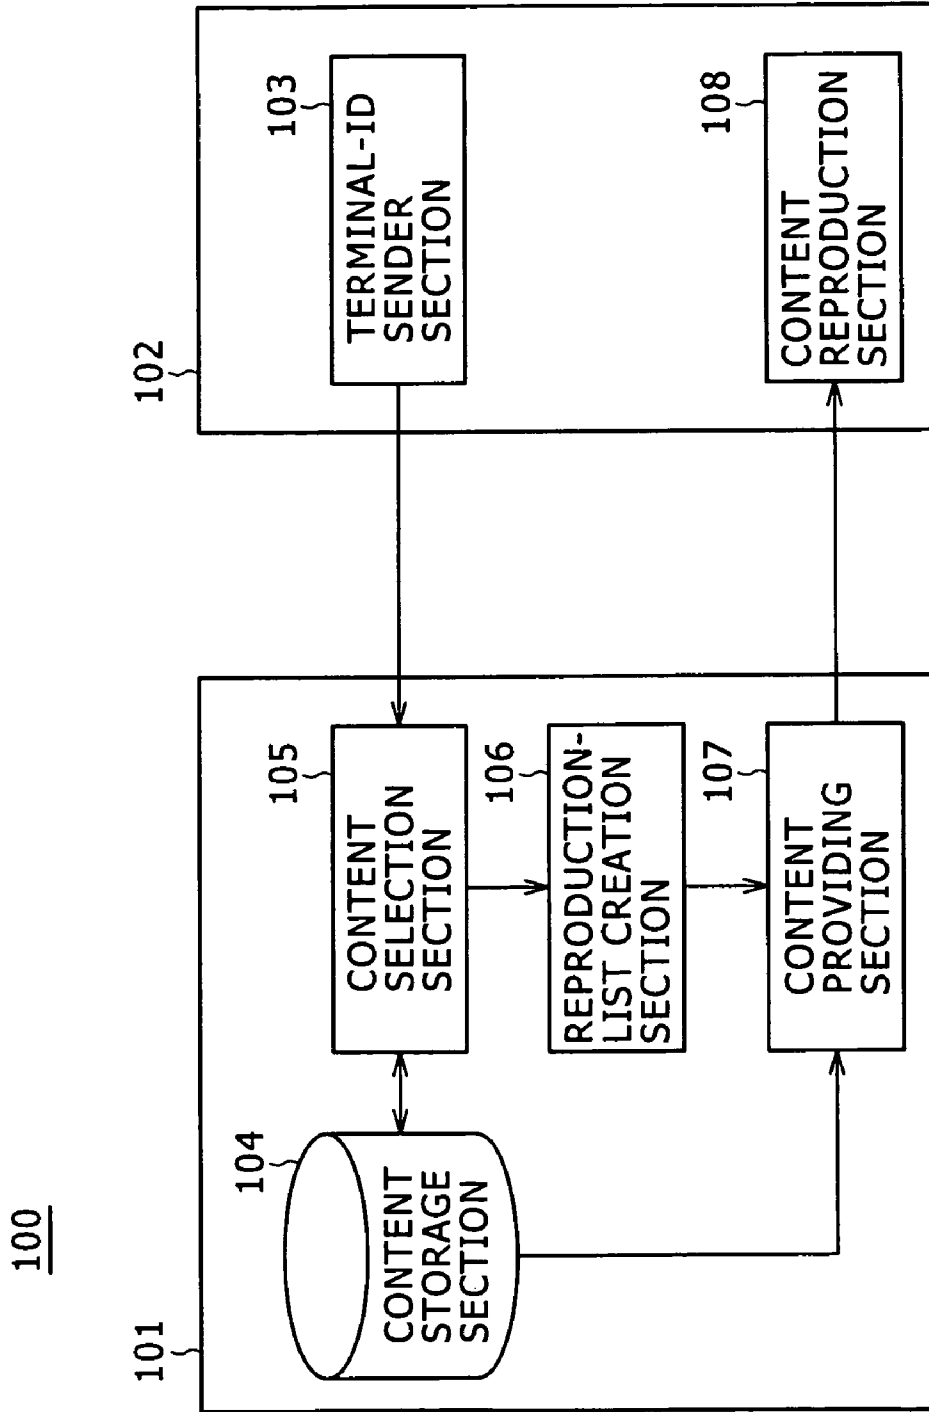 100
101
104
CONTENT
STORAGE
SECTION
105
CONTENT
SELECTION
SECTION
106
REPRODUCTION-
LIST CREATION
SECTION
107
CONTENT
PROVIDING
SECTION
102
103
TERMINAL-ID
SENDER
SECTION
108
CONTENT
REPRODUCTION
SECTION